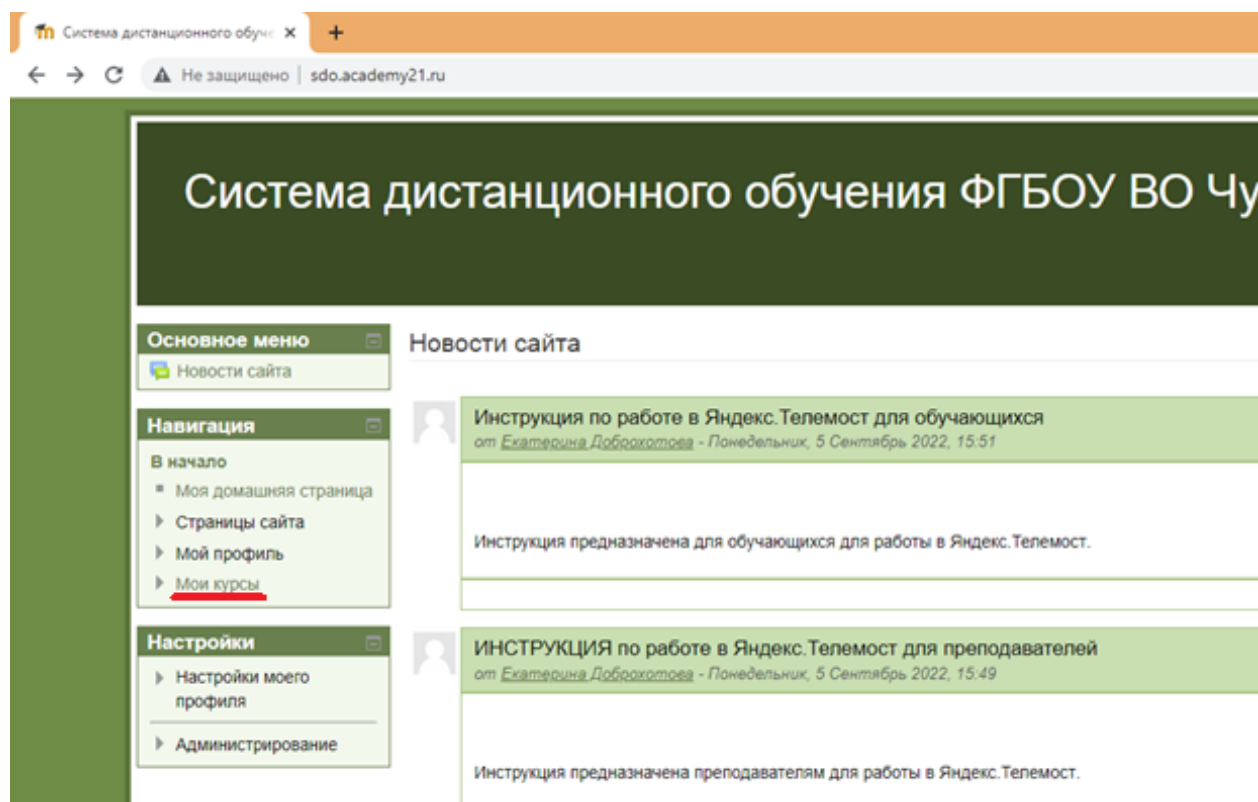 Система дистанционного обуче
Не защищено | sdo.academy21.ru
Система дистанционного обучения ФГБОУ ВО Чу
Основное меню
Новости сайта
Навигация
В начало
Моя домашняя страница
Страницы сайта
Мой профиль
Мои курсы
Настройки
Настройки моего
профиля
Администрирование
Новости сайта
Инструкция по работе в Яндекс.Телемост для обучающихся
от Екатерина Доброхотова - Понедельник, 5 Сентябрь 2022, 15:51
Инструкция предназначена для обучающихся для работы в Яндекс.Телемост.
ИНСТРУКЦИЯ по работе в Яндекс.Телемост для преподавателей
от Екатерина Доброхотова - Понедельник, 5 Сентябрь 2022, 15:49
Инструкция предназначена преподавателям для работы в Яндекс.Телемост.